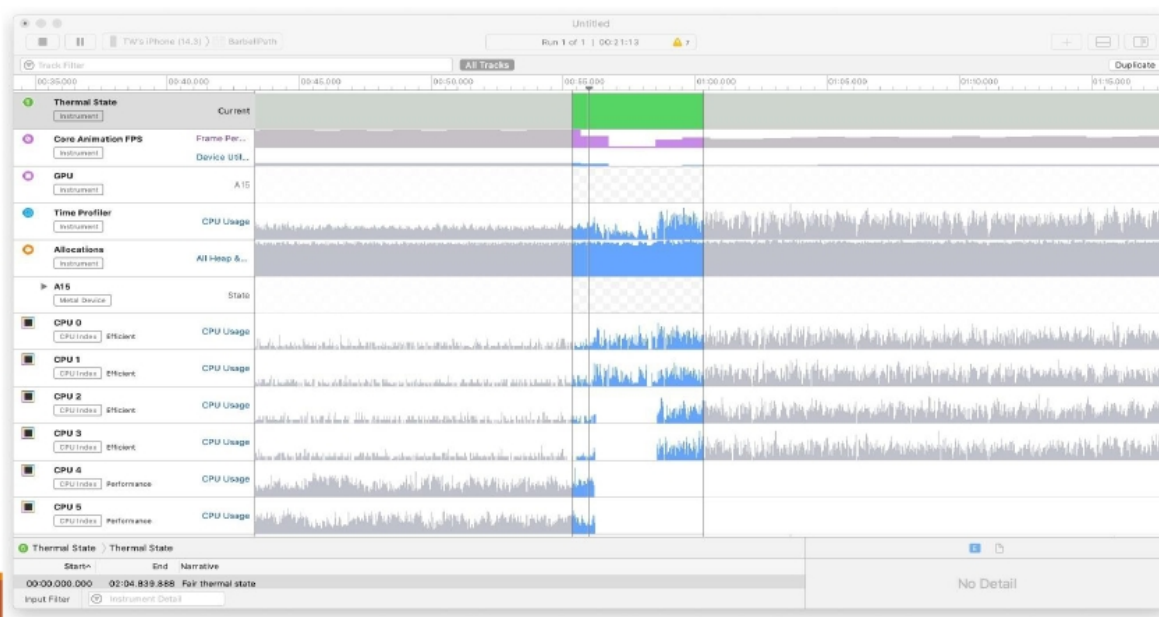 Untitled
TW's iPhone (14.3) 〉 BarbellPath
Run 1 of 1 | 00:21:13
7
Track Filter
All Tracks
Duplicate
00:35.000 00:40.000 00:45.000 00:50.000 00:55.000 01:00.000 01:05.000 01:10.000 01:15.000
Thermal State
Instrument
Current
Core Animation FPS
Instrument
Frame Per...
Device Util...
GPU
Instrument
A15
Time Profiler
Instrument
CPU Usage
Allocations
Instrument
All Heap &...
A15
Metal Device
State
CPU 0
CPU Index Efficient
CPU Usage
CPU 1
CPU Index Efficient
CPU Usage
CPU 2
CPU Index Efficient
CPU Usage
CPU 3
CPU Index Efficient
CPU Usage
CPU 4
CPU Index Performance
CPU Usage
CPU 5
CPU Index Performance
CPU Usage
Thermal State 〉 Thermal State
Start End Narrative
00:00.000.000 02:04.839.888 Fair thermal state
Input Filter Instrument Detail
E
No Detail